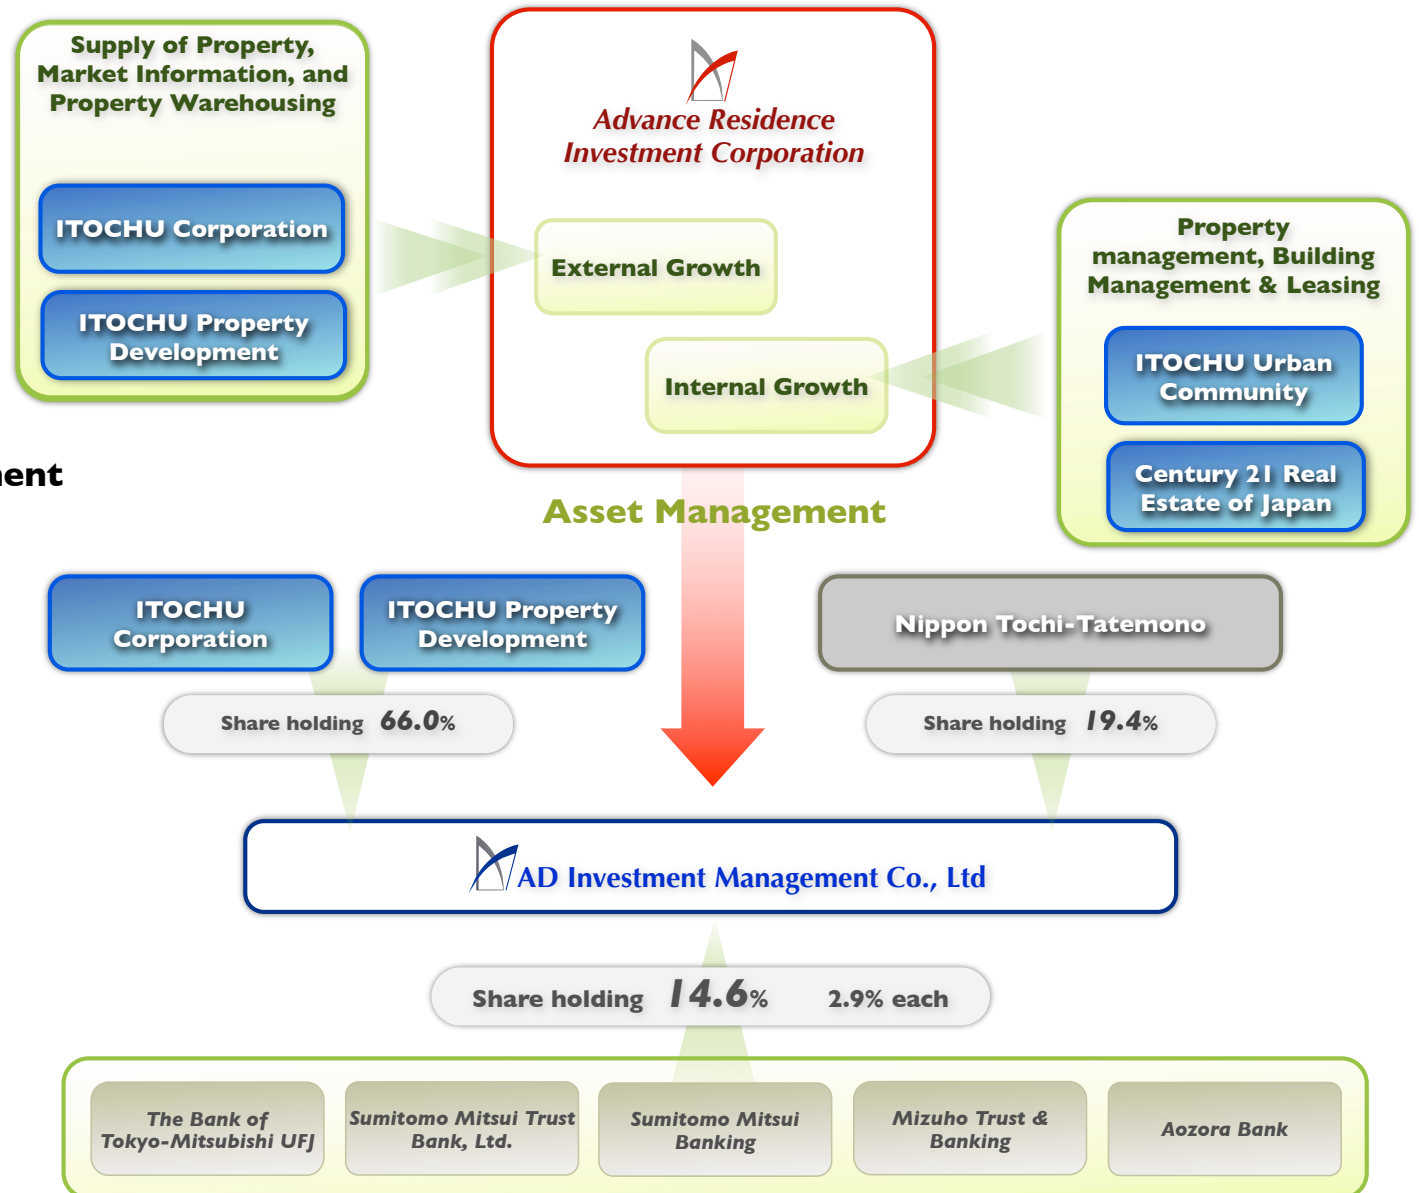 Supply of Property,
Market Information, and
Property Warehousing
ITOCHU Corporation
ITOCHU Property
Development
Advance Residence
Investment Corporation
External Growth
Internal Growth
Property
management, Building
Management & Leasing
ITOCHU Urban
Community
Century 21 Real
Estate of Japan
Asset Management
ITOCHU
Corporation
ITOCHU Property
Development
Nippon Tochi-Tatemono
Share holding 66.0%
Share holding 19.4%
AD Investment Management Co., Ltd
Share holding 14.6% 2.9% each
The Bank of
Tokyo-Mitsubishi UFJ
Sumitomo Mitsui Trust
Bank, Ltd.
Sumitomo Mitsui
Banking
Mizuho Trust &
Banking
Aozora Bank